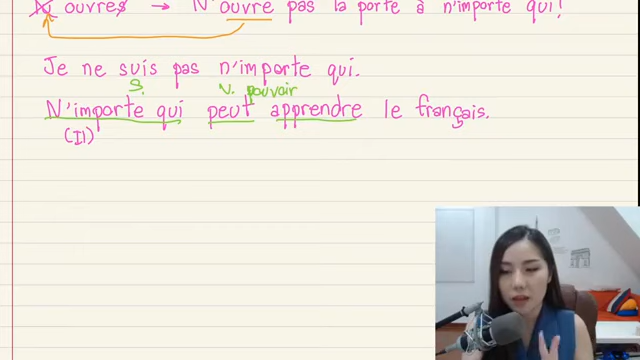 Tu ouvres → N'ouvre pas la porte à n'importe qui!
Je ne suis pas n'importe qui.
S. V. pouvoir
N'importe qui peut apprendre le français.
(Il)